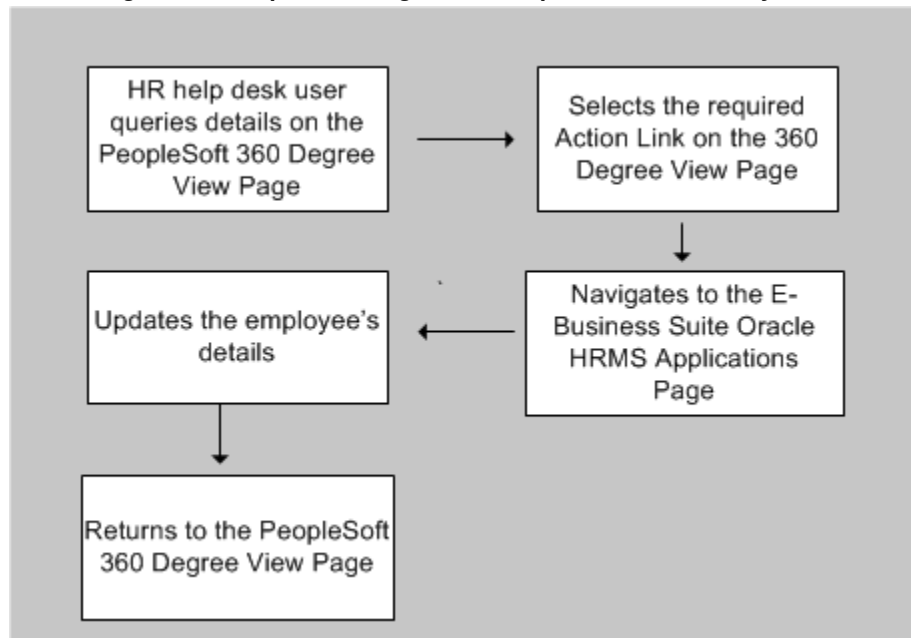 HR help desk user
queries details on the
PeopleSoft 360 Degree
View Page
Selects the required
Action Link on the 360
Degree View Page
Navigates to the E-
Business Suite Oracle
HRMS Applications
Page
Updates the employee's
details
Returns to the PeopleSoft
360 Degree View Page